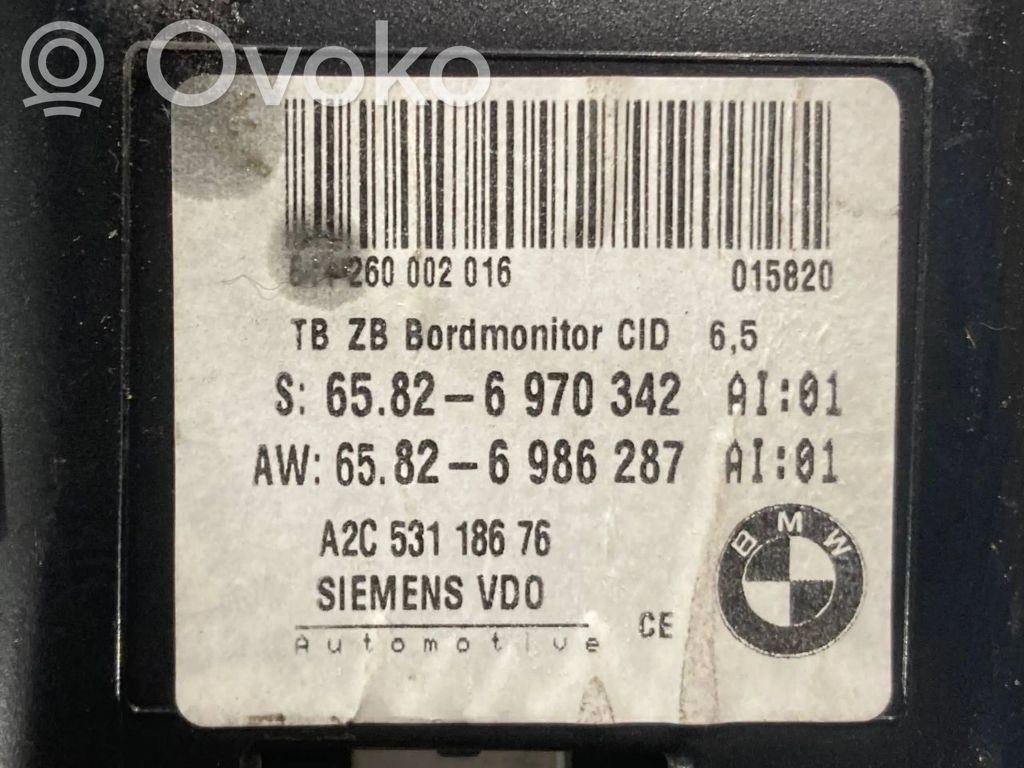 Ovoko
260 002 016 015820
TB ZB Bordmonitor CID 6,5
S: 65.82-6 970 342 AI:01
AW: 65.82-6 986 287 AI:01
A2C 531 186 76
SIEMENS VDO
Automotive
CE
BMW